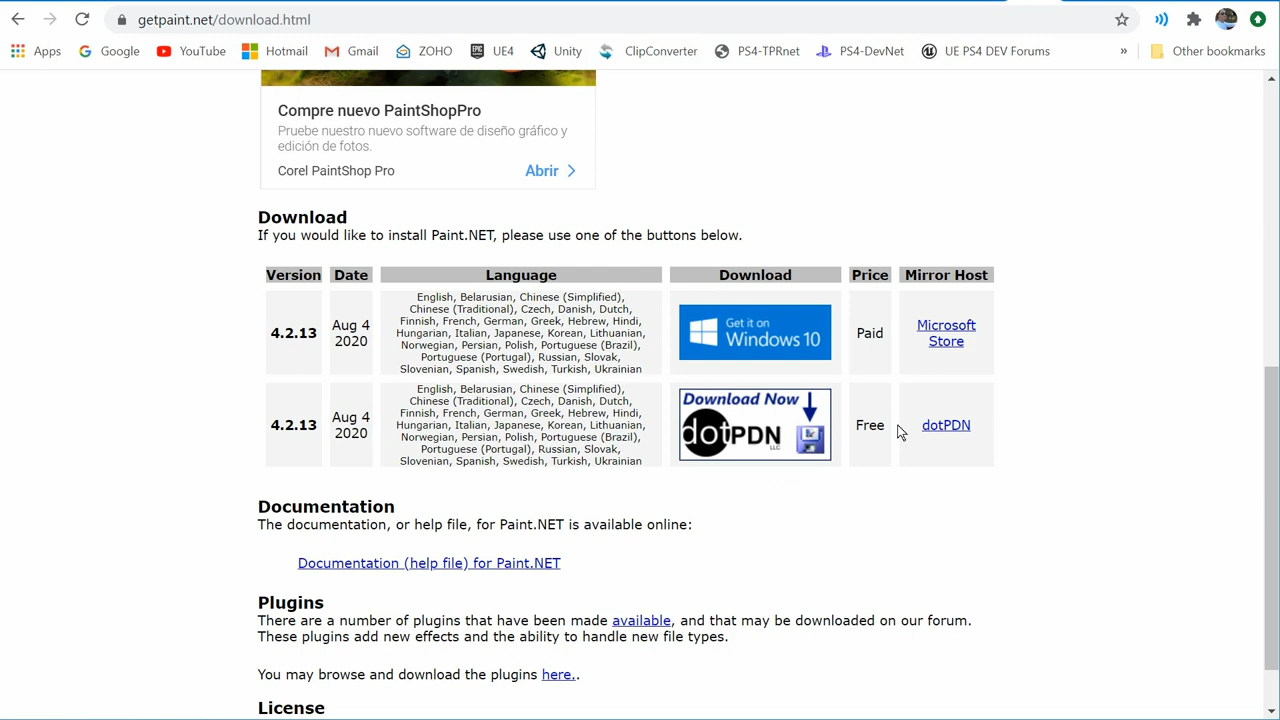 getpaint.net/download.html
Apps Google YouTube Hotmail Gmail ZOHO UE4 Unity ClipConverter PS4-TPRnet PS4-DevNet UE PS4 DEV Forums » Other bookmarks
Compre nuevo PaintShopPro
Pruebe nuestro nuevo software de diseño gráfico y
edición de fotos.
Corel PaintShop Pro Abrir
Download
If you would like to install Paint.NET, please use one of the buttons below.
Version Date Language Download Price Mirror Host
4.2.13
Aug 4
2020
English, Belarusian, Chinese (Simplified),
Chinese (Traditional), Czech, Danish, Dutch,
Finnish, French, German, Greek, Hebrew, Hindi,
Hungarian, Italian, Japanese, Korean, Lithuanian,
Norwegian, Persian, Polish, Portuguese (Brazil),
Portuguese (Portugal), Russian, Slovak,
Slovenian, Spanish, Swedish, Turkish, Ukrainian
Get it on
Windows 10
Paid
Microsoft
Store
4.2.13
Aug 4
2020
English, Belarusian, Chinese (Simplified),
Chinese (Traditional), Czech, Danish, Dutch,
Finnish, French, German, Greek, Hebrew, Hindi,
Hungarian, Italian, Japanese, Korean, Lithuanian,
Norwegian, Persian, Polish, Portuguese (Brazil),
Portuguese (Portugal), Russian, Slovak,
Slovenian, Spanish, Swedish, Turkish, Ukrainian
Download Now
dotPDN
LLC
Free
dotPDN
Documentation
The documentation, or help file, for Paint.NET is available online:
Documentation (help file) for Paint.NET
Plugins
There are a number of plugins that have been made available, and that may be downloaded on our forum.
These plugins add new effects and the ability to handle new file types.
You may browse and download the plugins here..
License